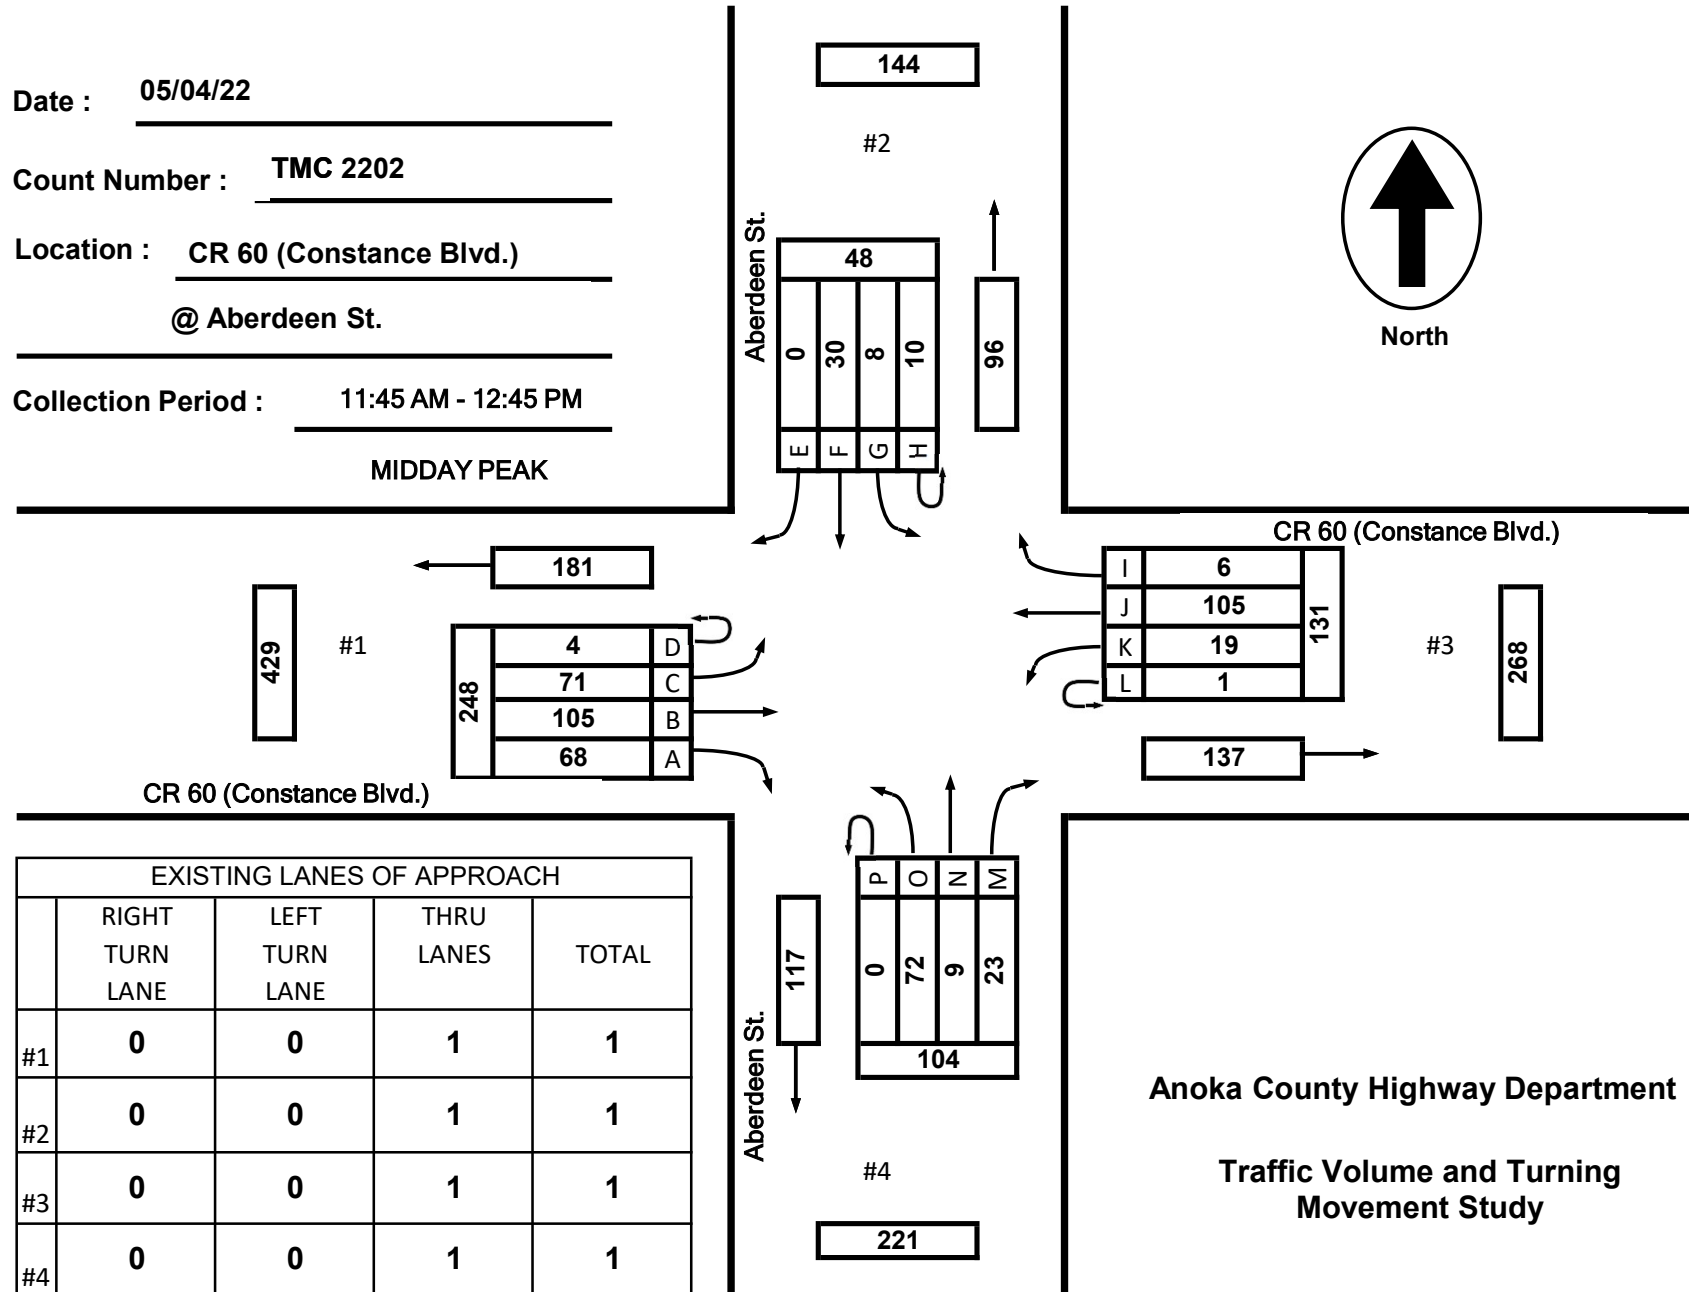 Date : 05/04/22
Count Number : TMC 2202
Location : CR 60 (Constance Blvd.)
@ Aberdeen St.
Collection Period : 11:45 AM - 12:45 PM
MIDDAY PEAK
144
#2
Aberdeen St.
48
0 30 8 10
E F G H
96
North
CR 60 (Constance Blvd.)
181
429
#1
248
4 D
71 C
105 B
68 A
CR 60 (Constance Blvd.)
I 6
J 105
K 19
L 1
131
#3
268
137
P O N M
0 72 9 23
104
117
Aberdeen St.
#4
221
EXISTING LANES OF APPROACH
RIGHT TURN LANE
LEFT TURN LANE
THRU LANES
TOTAL
#1 0 0 1 1
#2 0 0 1 1
#3 0 0 1 1
#4 0 0 1 1
Anoka County Highway Department
Traffic Volume and Turning
Movement Study